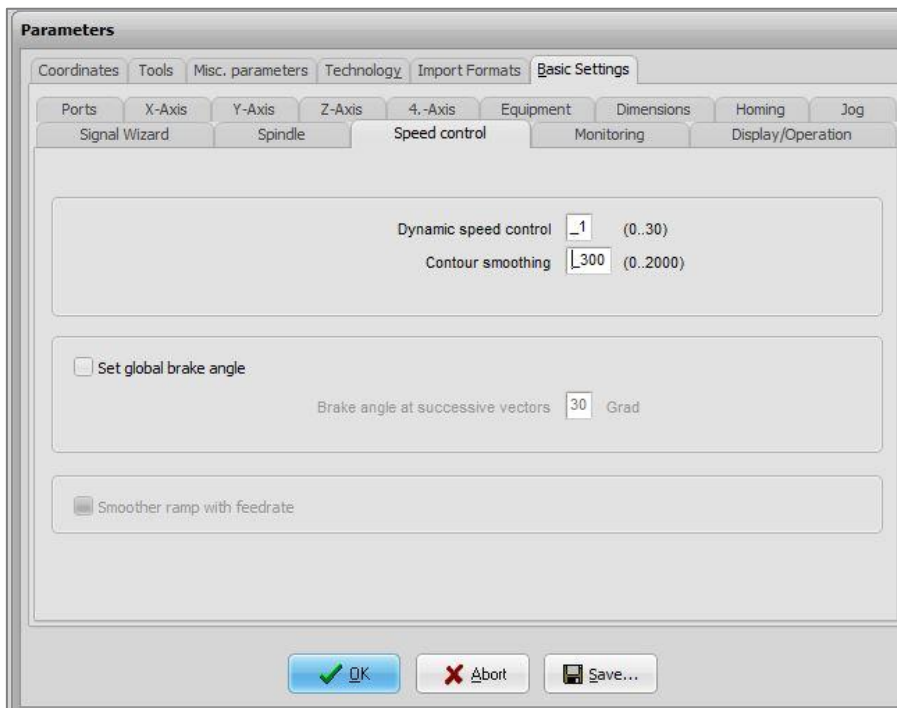 Parameters
Coordinates Tools Misc. parameters Technology Import Formats Basic Settings
Ports X-Axis Y-Axis Z-Axis 4.-Axis Equipment Dimensions Homing Jog
Signal Wizard Spindle Speed control Monitoring Display/Operation
Dynamic speed control _1 (0..30)
Contour smoothing _300 (0..2000)
Set global brake angle
Brake angle at successive vectors 30 Grad
Smoother ramp with feedrate
OK Abort Save...